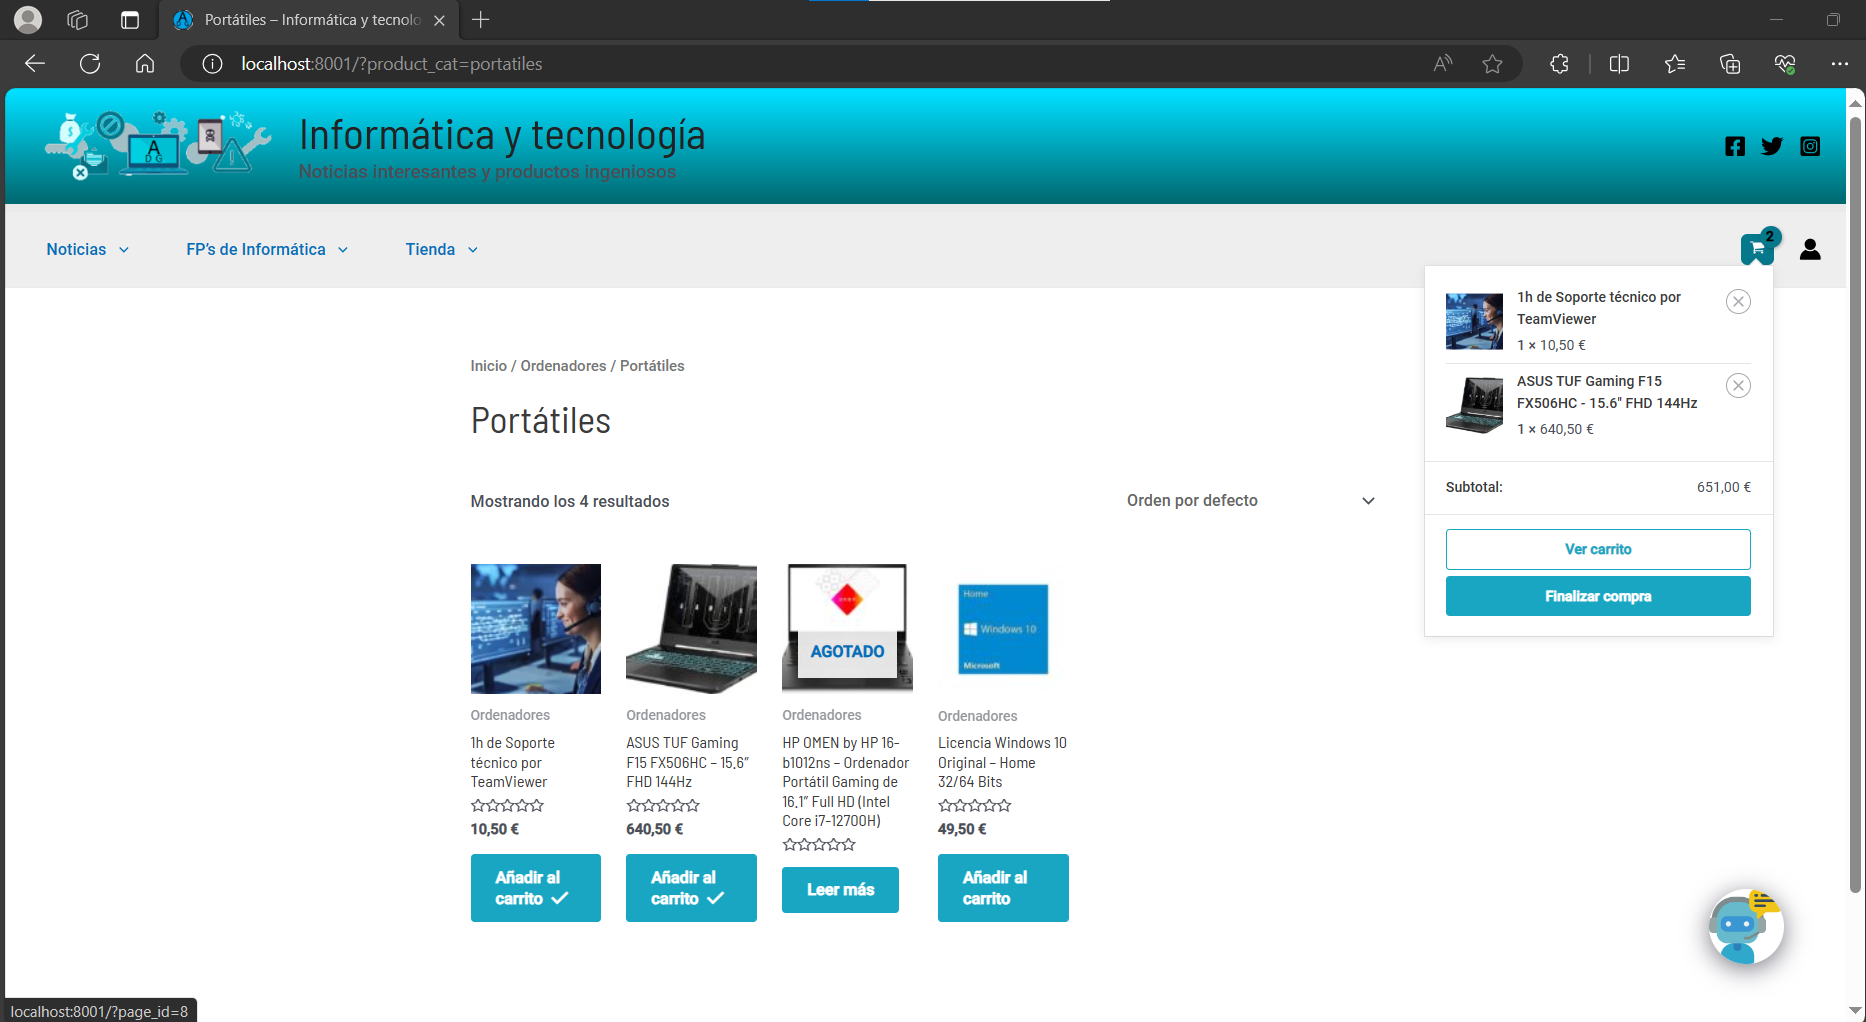 Portátiles – Informática y tecnolo
localhost:8001/?product_cat=portatiles
A
D G
Informática y tecnología
Noticias interesantes y productos ingeniosos
Noticias
FP’s de Informática
Tienda
2
1h de Soporte técnico por
TeamViewer
1 × 10,50 €
ASUS TUF Gaming F15
FX506HC - 15.6" FHD 144Hz
1 × 640,50 €
Subtotal: 651,00 €
Ver carrito
Finalizar compra
Inicio / Ordenadores / Portátiles
Portátiles
Mostrando los 4 resultados
Orden por defecto
Ordenadores
1h de Soporte
técnico por
TeamViewer
10,50 €
Añadir al
carrito
TUF
Ordenadores
ASUS TUF Gaming
F15 FX506HC – 15.6″
FHD 144Hz
640,50 €
Añadir al
carrito
AGOTADO
Ordenadores
HP OMEN by HP 16-
b1012ns – Ordenador
Portátil Gaming de
16.1″ Full HD (Intel
Core i7-12700H)
Leer más
Home
Windows 10
Microsoft
Ordenadores
Licencia Windows 10
Original – Home
32/64 Bits
49,50 €
Añadir al
carrito
localhost:8001/?page_id=8